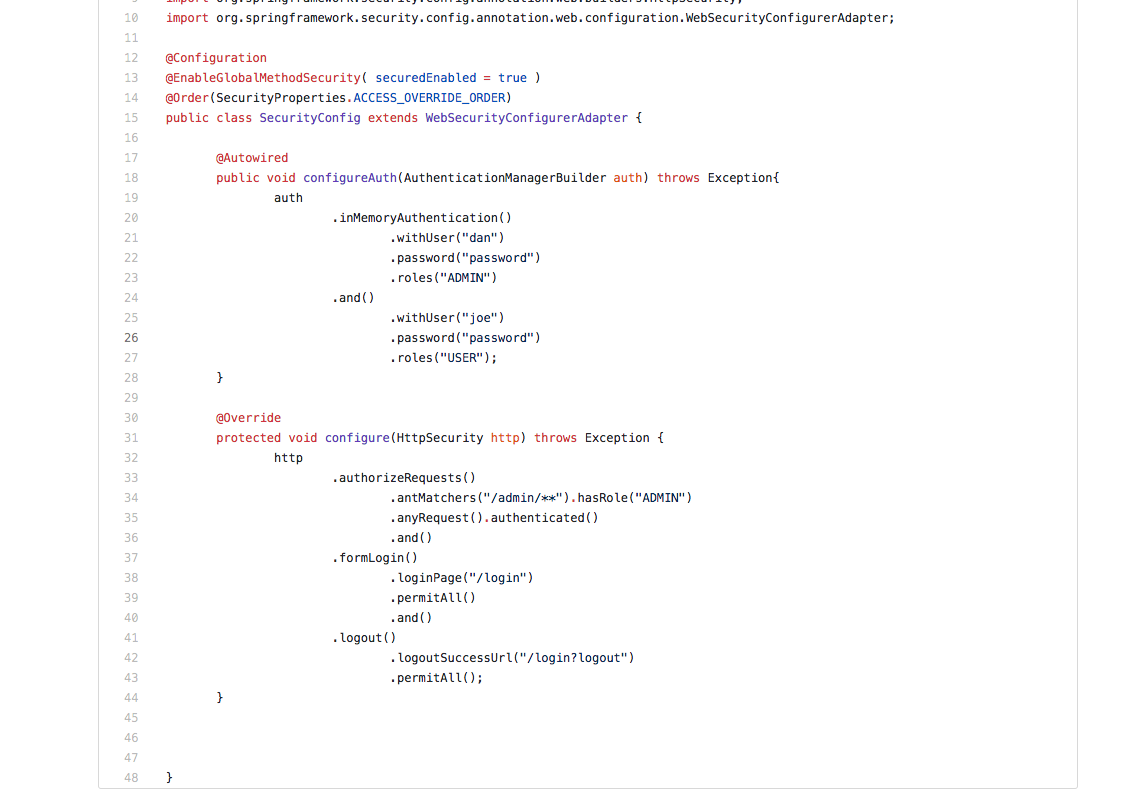 10 import org.springframework.security.config.annotation.web.configuration.WebSecurityConfigurerAdapter;
11
12 @Configuration
13 @EnableGlobalMethodSecurity( securedEnabled = true )
14 @Order(SecurityProperties.ACCESS_OVERRIDE_ORDER)
15 public class SecurityConfig extends WebSecurityConfigurerAdapter {
16
17 @Autowired
18 public void configureAuth(AuthenticationManagerBuilder auth) throws Exception{
19 auth
20 .inMemoryAuthentication()
21 .withUser("dan")
22 .password("password")
23 .roles("ADMIN")
24 .and()
25 .withUser("joe")
26 .password("password")
27 .roles("USER");
28 }
29
30 @Override
31 protected void configure(HttpSecurity http) throws Exception {
32 http
33 .authorizeRequests()
34 .antMatchers("/admin/**").hasRole("ADMIN")
35 .anyRequest().authenticated()
36 .and()
37 .formLogin()
38 .loginPage("/login")
39 .permitAll()
40 .and()
41 .logout()
42 .logoutSuccessUrl("/login?logout")
43 .permitAll();
44 }
45
46
47
48 }